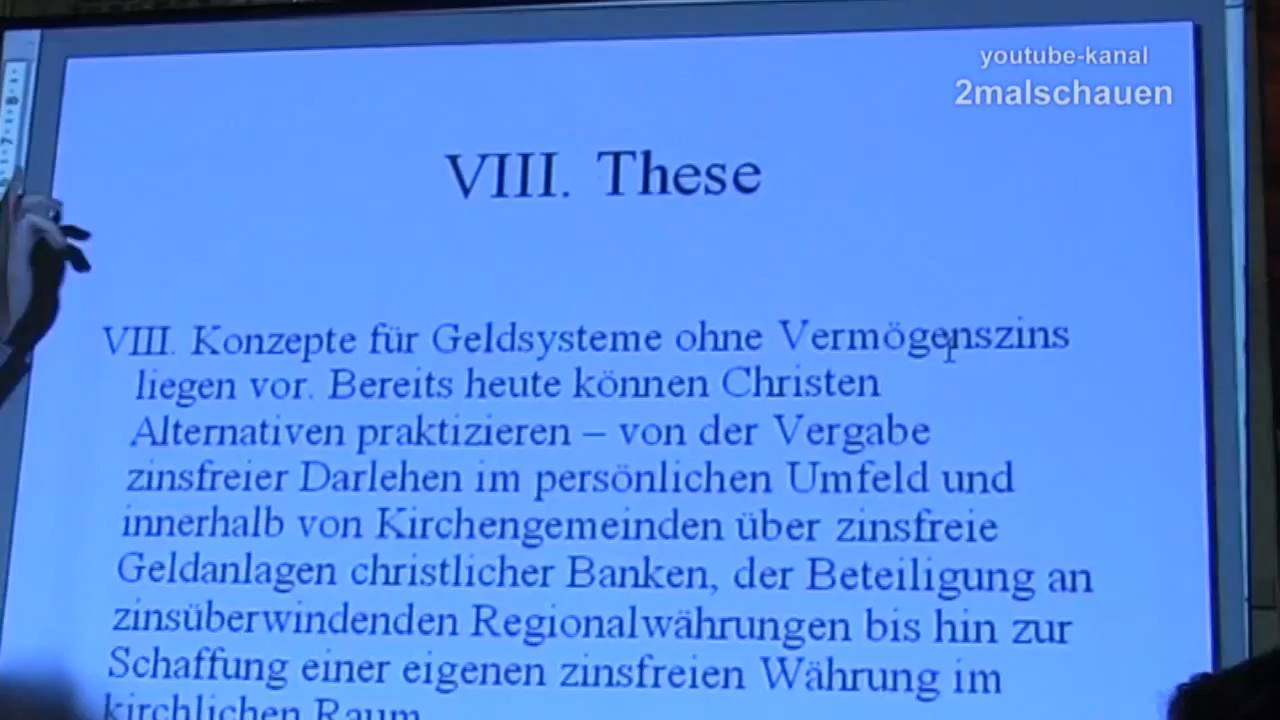 youtube-kanal
2malschauen
VIII. These
VIII. Konzepte für Geldsysteme ohne Vermögenszins
liegen vor. Bereits heute können Christen
Alternativen praktizieren – von der Vergabe
zinsfreier Darlehen im persönlichen Umfeld und
innerhalb von Kirchengemeinden über zinsfreie
Geldanlagen christlicher Banken, der Beteiligung an
zinsüberwindenden Regionalwährungen bis hin zur
Schaffung einer eigenen zinsfreien Währung im
kirchlichen Raum